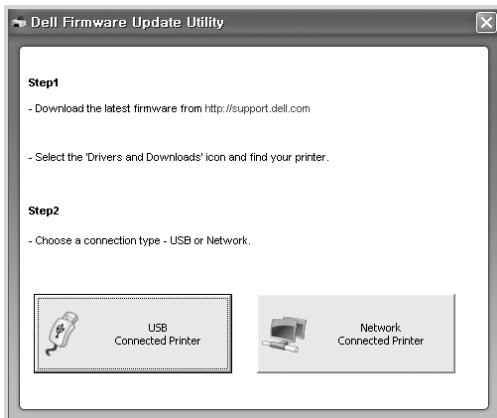 Dell Firmware Update Utility
Step1
- Download the latest firmware from http://support.dell.com
- Select the 'Drivers and Downloads' icon and find your printer.
Step2
- Choose a connection type - USB or Network.
USB
Connected Printer
Network
Connected Printer